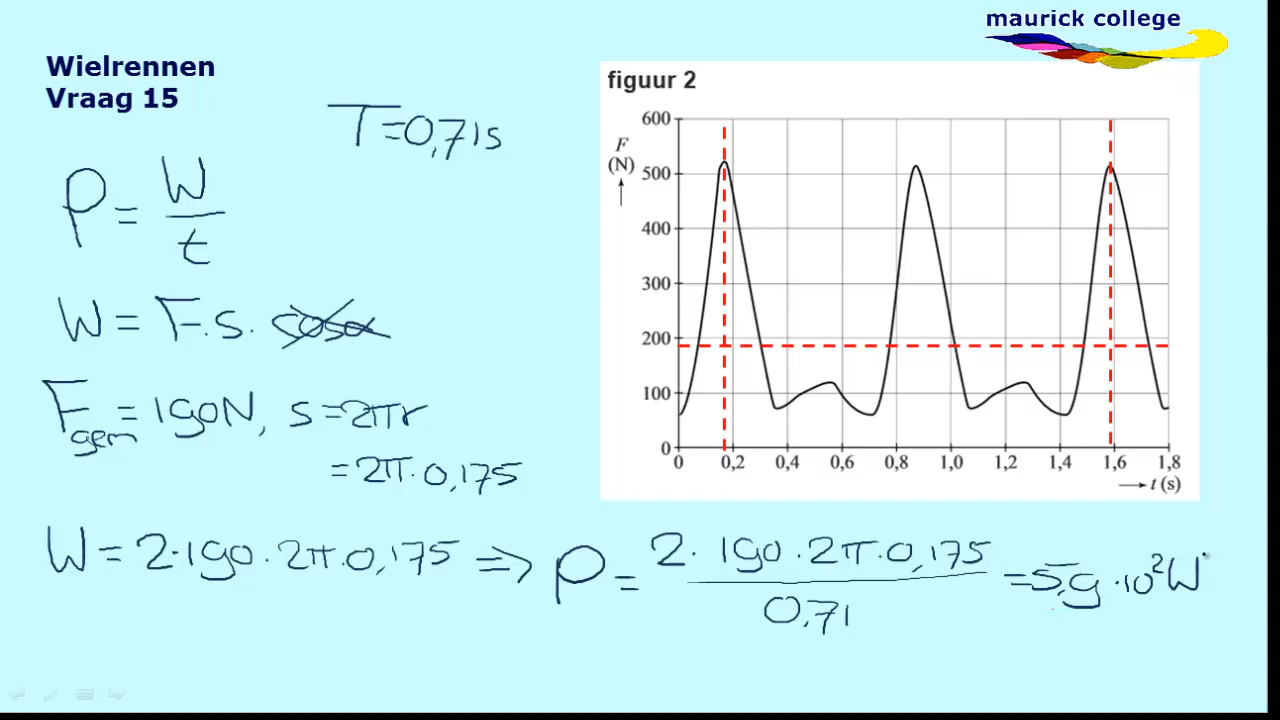 maurick college
Wielrennen
Vraag 15
T=0,71s
P = W/t
W = F.s. cosα
Fgem = 190N, s = 2πr
= 2π.0,175
W = 2.190.2π.0,175 => P = 2.190.2π.0,175/0,71 = 5,9.10²W
figuur 2
F
(N)
600
500
400
300
200
100
0
0 0,2 0,4 0,6 0,8 1,0 1,2 1,4 1,6 1,8
t (s)